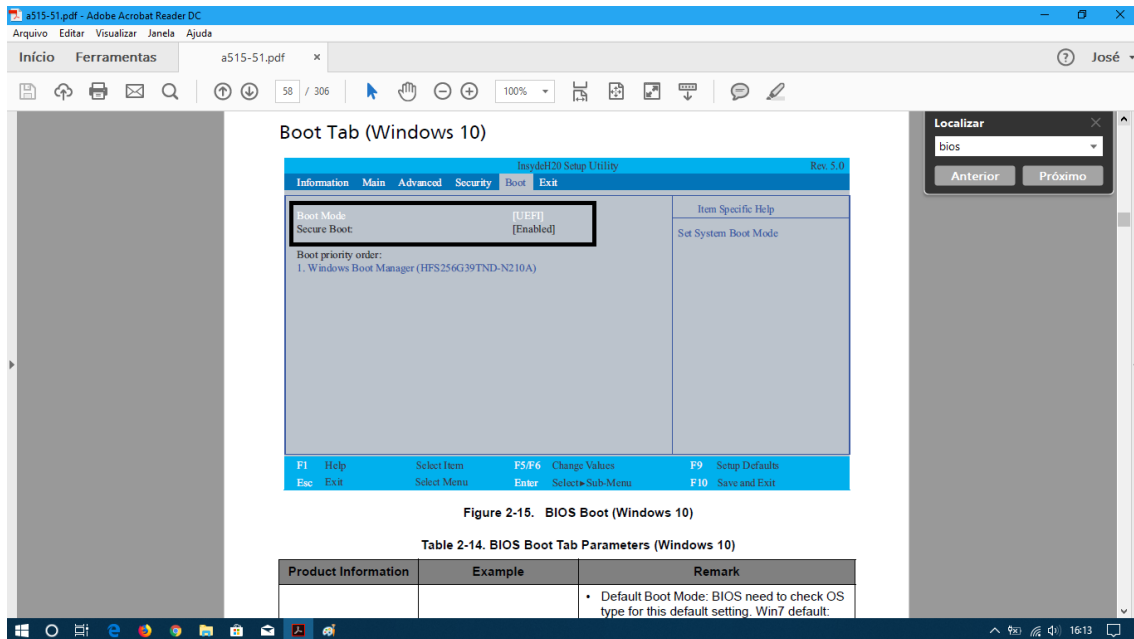 a515-51.pdf - Adobe Acrobat Reader DC
Arquivo Editar Visualizar Janela Ajuda
Início Ferramentas a515-51.pdf × ? José
58 / 306 100%
Localizar
bios
Anterior Próximo
Boot Tab (Windows 10)
InsydeH20 Setup Utility Rev. 5.0
Information Main Advanced Security Boot Exit
Item Specific Help
Boot Mode [UEFI]
Secure Boot: [Enabled]
Set System Boot Mode
Boot priority order:
1. Windows Boot Manager (HFS256G39TND-N210A)
F1 Help Select Item F5/F6 Change Values F9 Setup Defaults
Esc Exit Select Menu Enter Select►Sub-Menu F10 Save and Exit
Figure 2-15. BIOS Boot (Windows 10)
Table 2-14. BIOS Boot Tab Parameters (Windows 10)
Product Information Example Remark
• Default Boot Mode: BIOS need to check OS
type for this default setting. Win7 default:
16:13